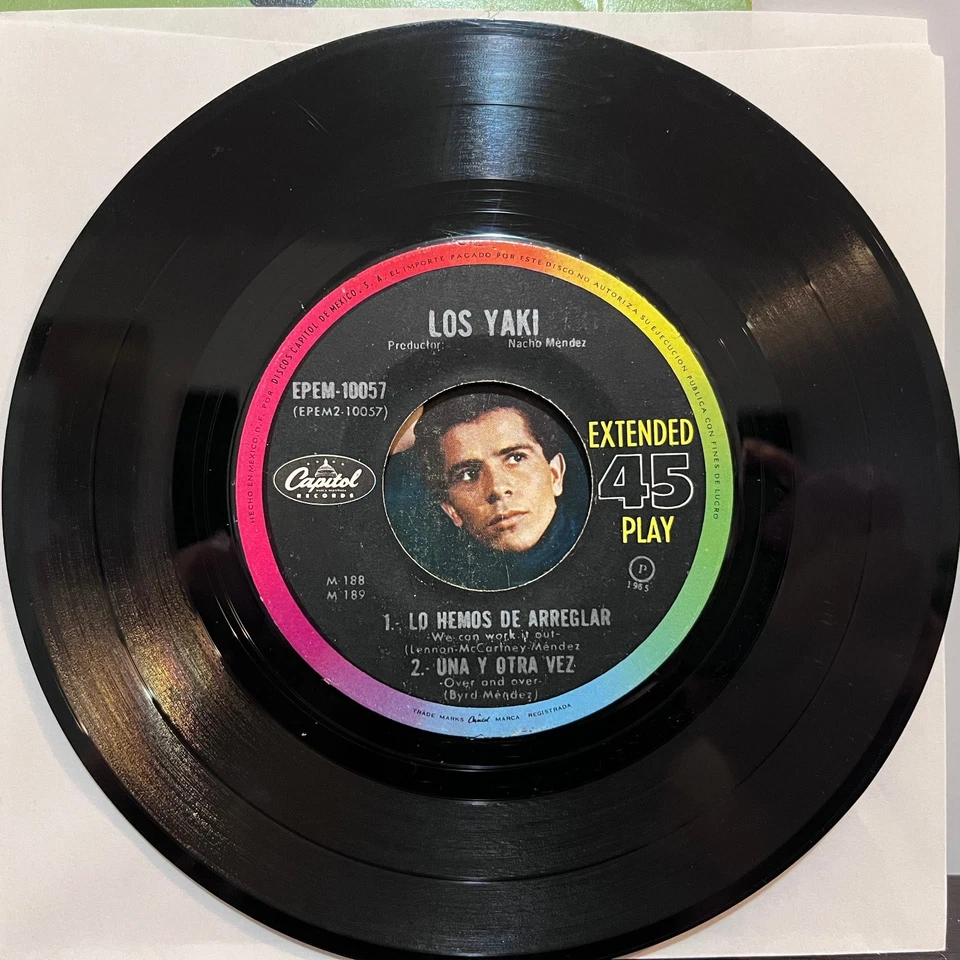 HECHO EN MEXICO, D.F. POR: DISCOS CAPITOL DE MEXICO, S. A. - EL IMPORTE PAGADO POR ESTE DISCO NO AUTORIZA SU EJECUCION PUBLICA CON FINES DE LUCRO
LOS YAKI
Productor: Nacho Méndez
EPEM-10057
(EPEM2-10057)
EXTENDED
45
PLAY
Capitol
RECORDS
P
1965
M-188
M 189
1.- LO HEMOS DE ARREGLAR
-We can work it out-
(Lennon-McCartney-Méndez
2.- UNA Y OTRA VEZ
-Over and over-
(Byrd-Méndez)
TRADE MARKS Capitol MARCA REGISTRADA